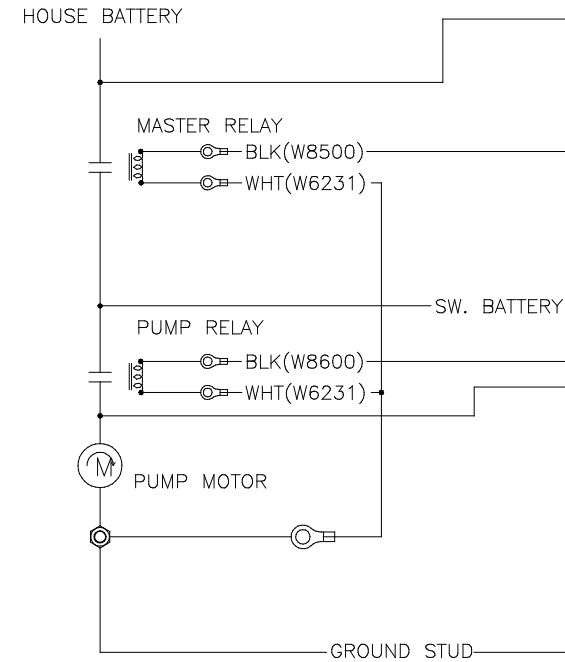 HOUSE BATTERY
MASTER RELAY
BLK(W8500)
WHT(W6231)
SW. BATTERY
PUMP RELAY
BLK(W8600)
WHT(W6231)
M
PUMP MOTOR
GROUND STUD